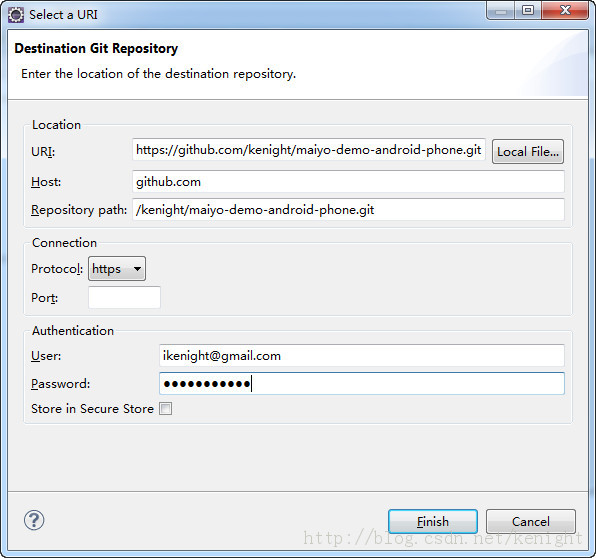 Select a URI
Destination Git Repository
Enter the location of the destination repository.
Location
URI: https://github.com/kenight/maiyo-demo-android-phone.git Local File...
Host: github.com
Repository path: /kenight/maiyo-demo-android-phone.git
Connection
Protocol: https
Port:
Authentication
User: ikenight@gmail.com
Password: ●●●●●●●●●●●
Store in Secure Store
Finish Cancel
http://blog.csdn.net/kenight